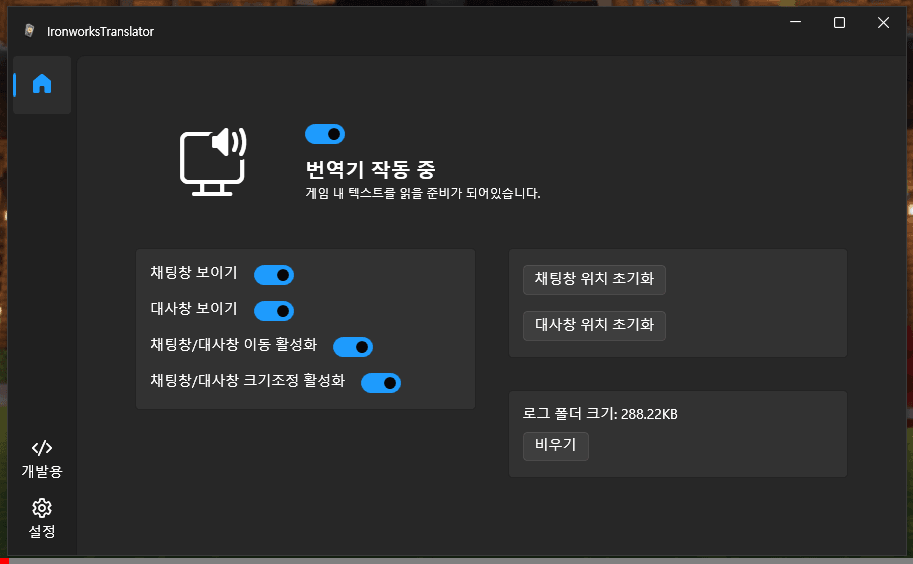 IronworksTranslator
번역기 작동 중
게임 내 텍스트를 읽을 준비가 되어있습니다.
채팅창 보이기
대사창 보이기
채팅창/대사창 이동 활성화
채팅창/대사창 크기조정 활성화
채팅창 위치 초기화
대사창 위치 초기화
로그 폴더 크기: 288.22KB
비우기
개발용
설정